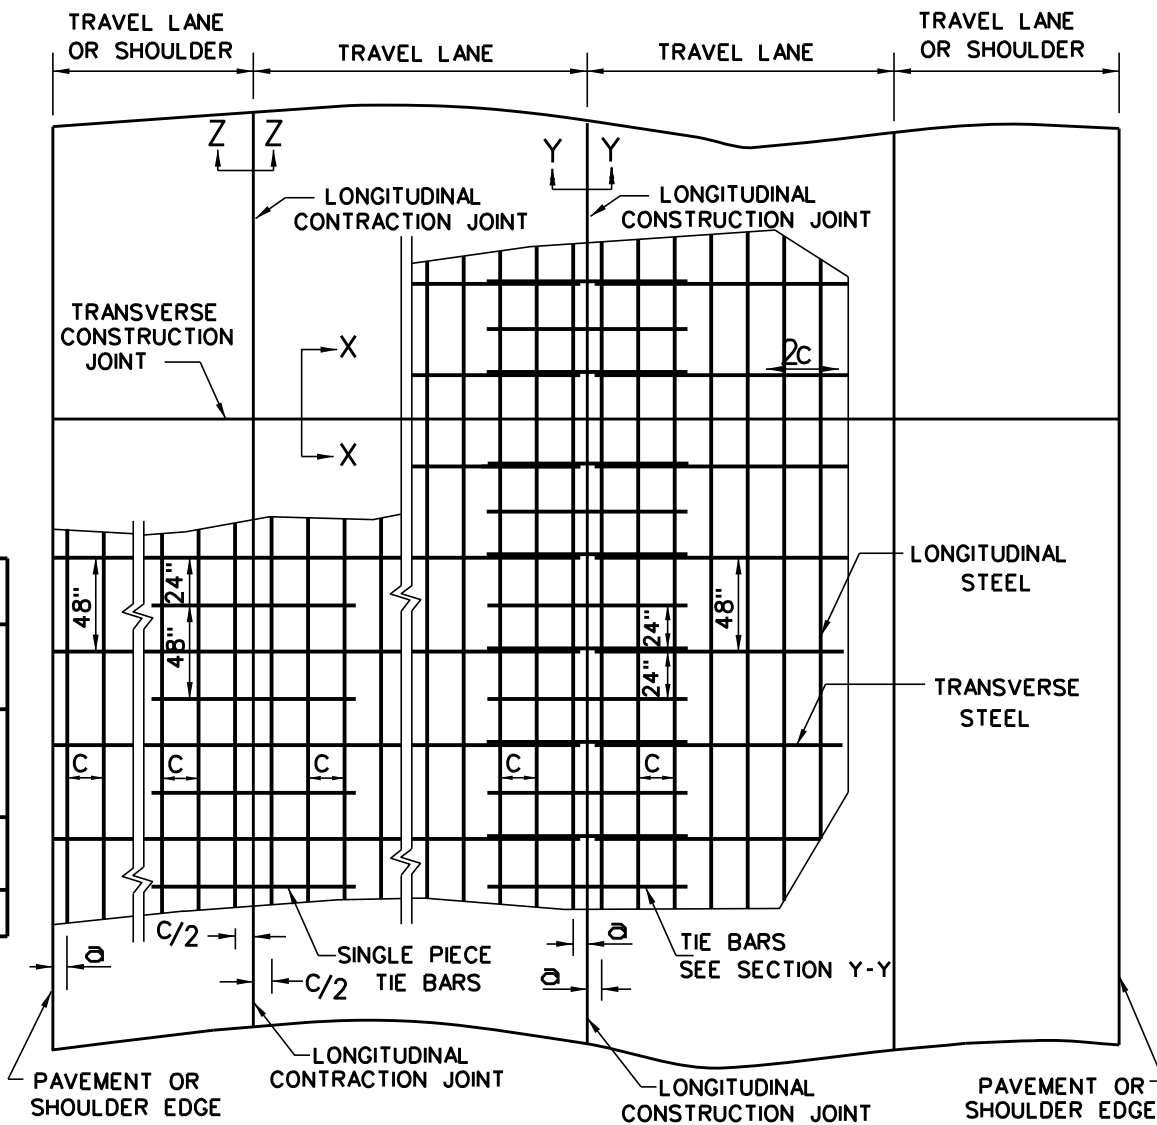 TRAVEL LANE
OR SHOULDER
TRAVEL LANE
TRAVEL LANE
TRAVEL LANE
OR SHOULDER
Z Z
Y Y
LONGITUDINAL
CONTRACTION JOINT
LONGITUDINAL
CONSTRUCTION JOINT
TRANSVERSE
CONSTRUCTION
JOINT
X
X
2c
LONGITUDINAL
STEEL
TRANSVERSE
STEEL
48"
24"
48"
24"
24"
48"
C
C
C
C
C
C/2
a
SINGLE PIECE
TIE BARS
C/2
a
a
TIE BARS
SEE SECTION Y-Y
LONGITUDINAL
CONTRACTION JOINT
LONGITUDINAL
CONSTRUCTION JOINT
PAVEMENT OR
SHOULDER EDGE
PAVEMENT OR
SHOULDER EDGE